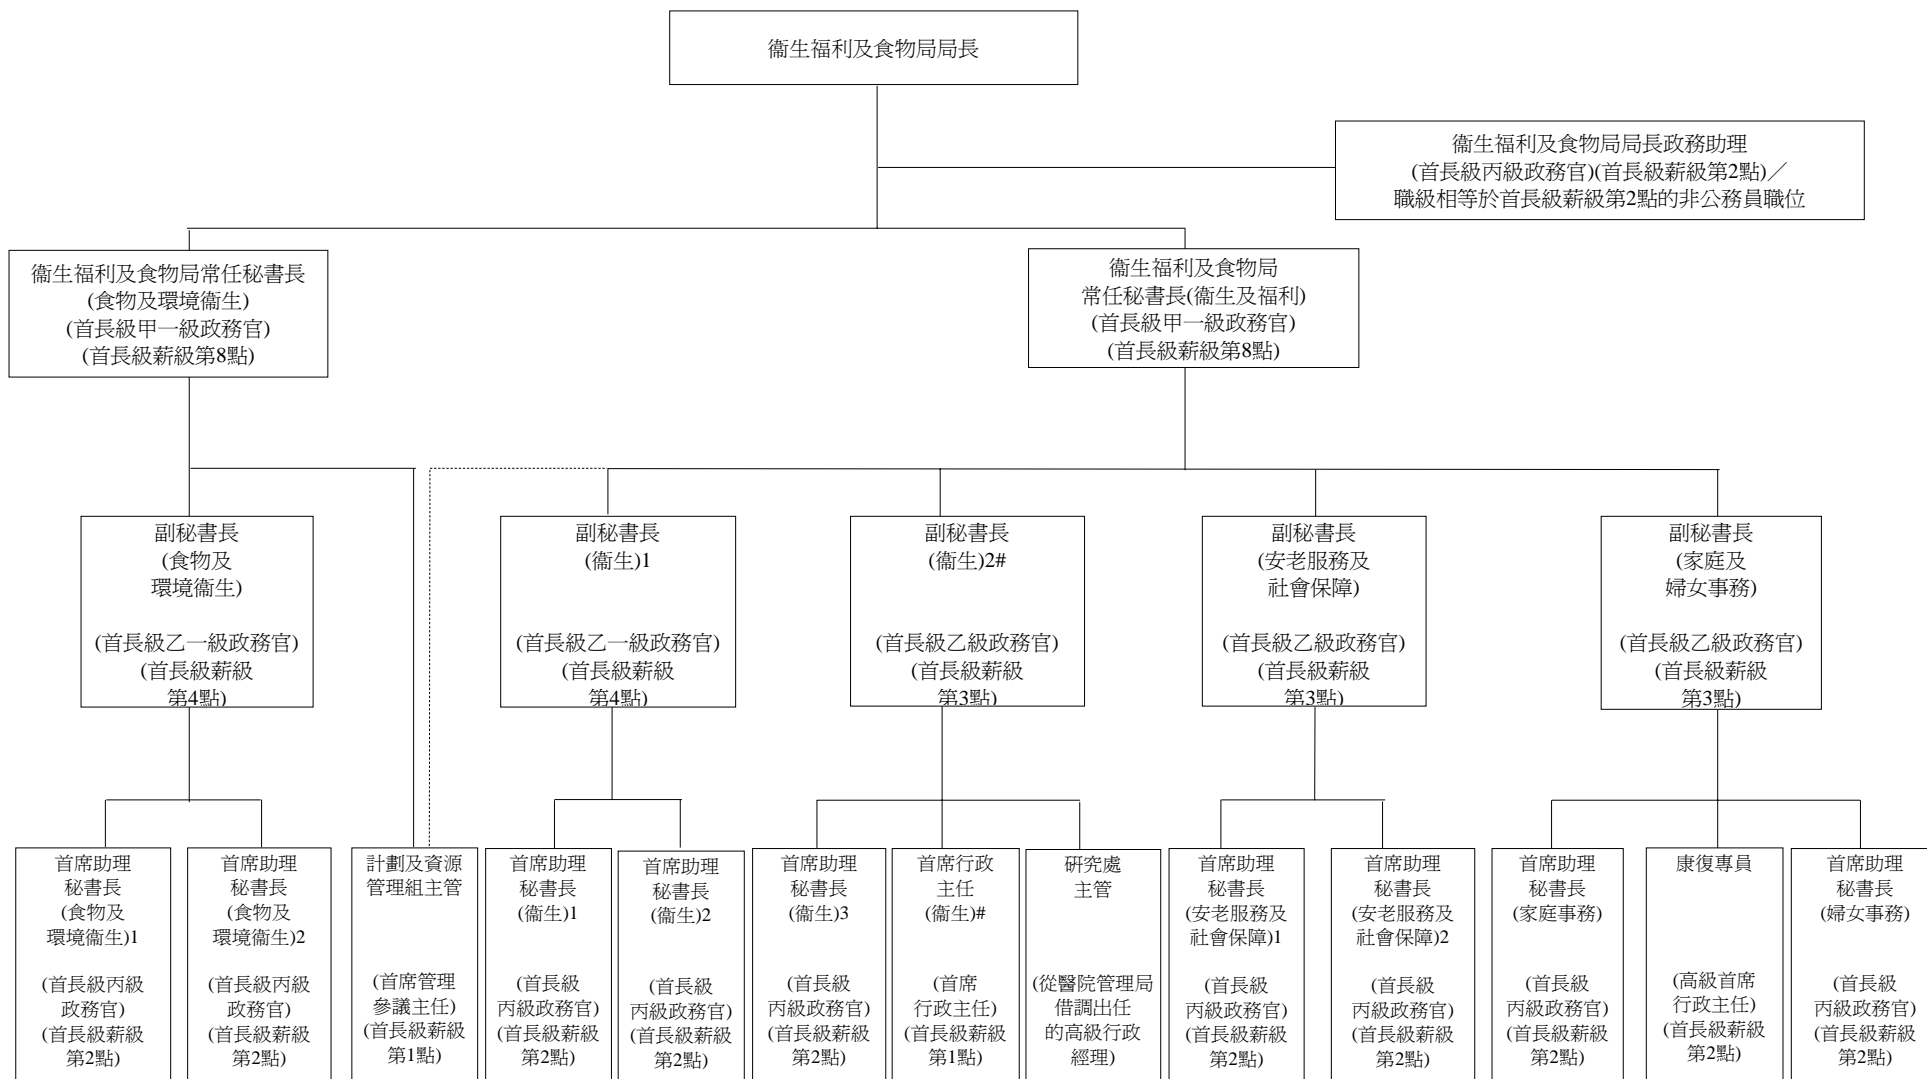 衞生福利及食物局局長
衞生福利及食物局局長政務助理
(首長級丙級政務官)(首長級薪級第2點)／
職級相等於首長級薪級第2點的非公務員職位
衞生福利及食物局常任秘書長
(食物及環境衞生)
(首長級甲一級政務官)
(首長級薪級第8點)
衞生福利及食物局
常任秘書長(衞生及福利)
(首長級甲一級政務官)
(首長級薪級第8點)
副秘書長
(食物及
環境衞生)
(首長級乙一級政務官)
(首長級薪級
第4點)
副秘書長
(衞生)1
(首長級乙一級政務官)
(首長級薪級
第4點)
副秘書長
(衞生)2#
(首長級乙級政務官)
(首長級薪級
第3點)
副秘書長
(安老服務及
社會保障)
(首長級乙級政務官)
(首長級薪級
第3點)
副秘書長
(家庭及
婦女事務)
(首長級乙級政務官)
(首長級薪級
第3點)
首席助理
秘書長
(食物及
環境衞生)1
(首長級丙級
政務官)
(首長級薪級
第2點)
首席助理
秘書長
(食物及
環境衞生)2
(首長級丙級
政務官)
(首長級薪級
第2點)
計劃及資源
管理組主管
(首席管理
參議主任)
(首長級薪級
第1點)
首席助理
秘書長
(衞生)1
(首長級
丙級政務官)
(首長級薪級
第2點)
首席助理
秘書長
(衞生)2
(首長級
丙級政務官)
(首長級薪級
第2點)
首席助理
秘書長
(衞生)3
(首長級
丙級政務官)
(首長級薪級
第2點)
首席行政
主任
(衞生)#
(首席
行政主任)
(首長級薪級
第1點)
研究處
主管
(從醫院管理局
借調出任
的高級行政
經理)
首席助理
秘書長
(安老服務及
社會保障)1
(首長級
丙級政務官)
(首長級薪級
第2點)
首席助理
秘書長
(安老服務及
社會保障)2
(首長級
丙級政務官)
(首長級薪級
第2點)
首席助理
秘書長
(家庭事務)
(首長級
丙級政務官)
(首長級薪級
第2點)
康復專員
(高級首席
行政主任)
(首長級薪級
第2點)
首席助理
秘書長
(婦女事務)
(首長級
丙級政務官)
(首長級薪級
第2點)